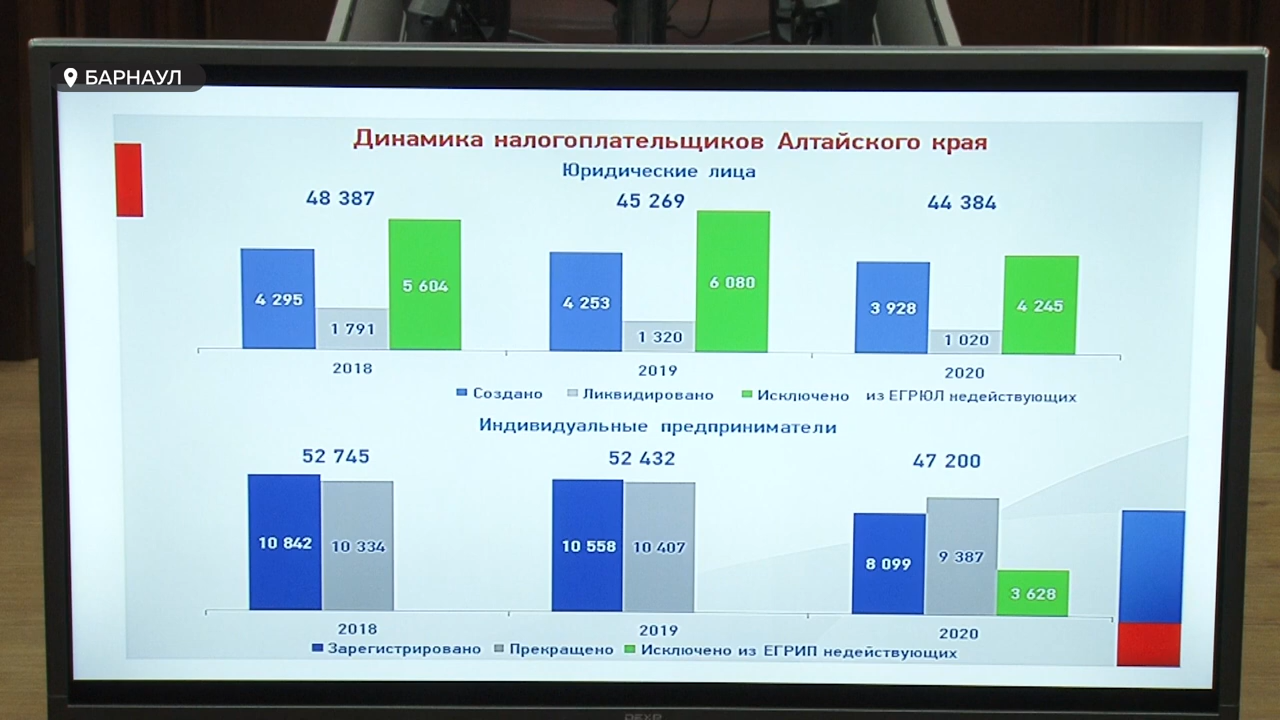 БАРНАУЛ
Динамика налогоплательщиков Алтайского края
Юридические лица
48 387 45 269 44 384
4 295 1 791 5 604 4 253 1 320 6 080 3 928 1 020 4 245
2018 2019 2020
Создано Ликвидировано Исключено из ЕГРЮЛ недействующих
Индивидуальные предприниматели
52 745 52 432 47 200
10 842 10 334 10 558 10 407 8 099 9 387 3 628
2018 2019 2020
Зарегистрировано Прекращено Исключено из ЕГРИП недействующих
DEXP